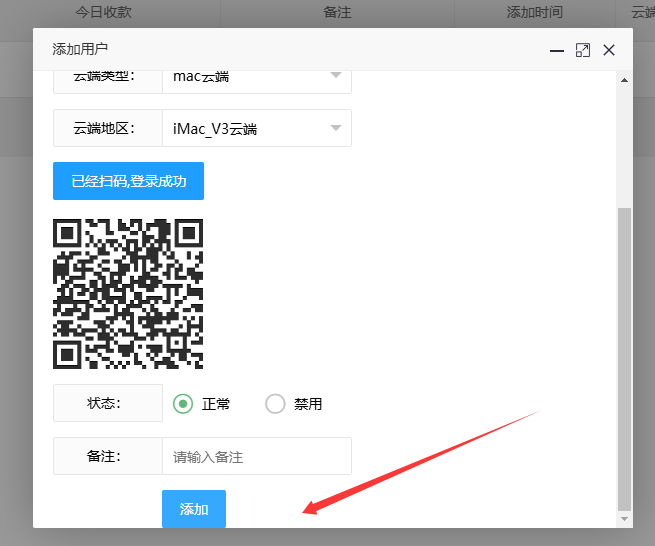 今日收款 备注 添加时间 云端
添加用户
云端类型： mac云端
云端地区： iMac_V3云端
已经扫码,登录成功
状态： 正常 禁用
备注： 请输入备注
添加